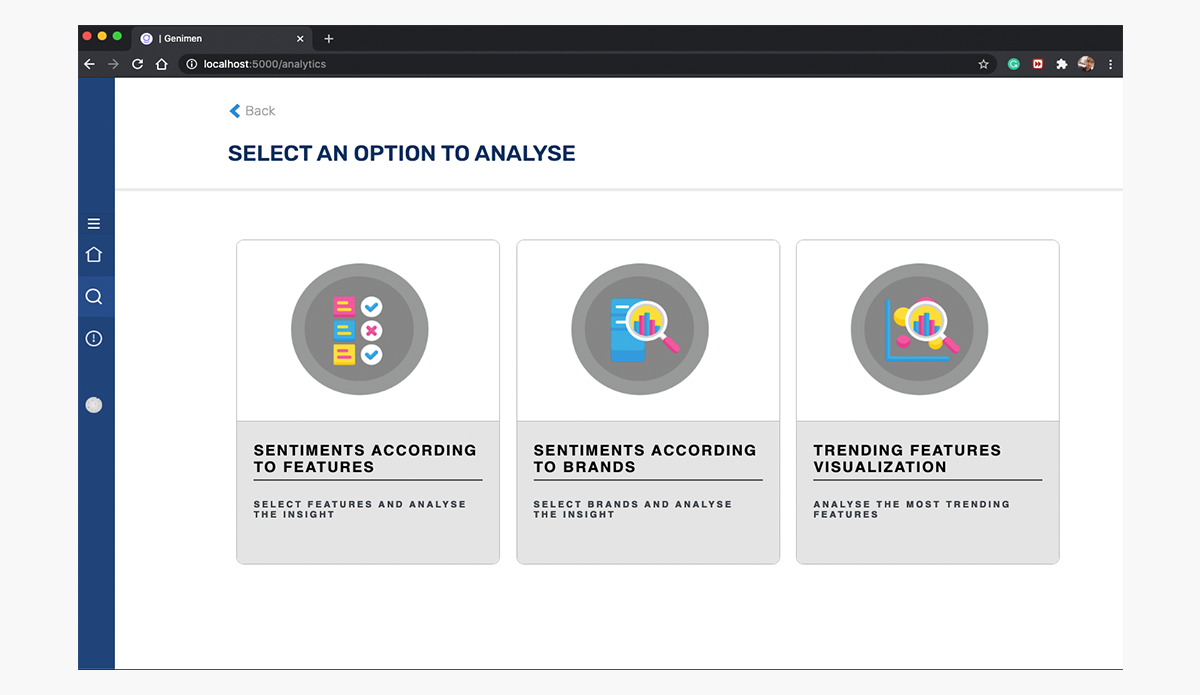 | Genimen
localhost:5000/analytics
Back
SELECT AN OPTION TO ANALYSE
SENTIMENTS ACCORDING
TO FEATURES
SELECT FEATURES AND ANALYSE
THE INSIGHT
SENTIMENTS ACCORDING
TO BRANDS
SELECT BRANDS AND ANALYSE
THE INSIGHT
TRENDING FEATURES
VISUALIZATION
ANALYSE THE MOST TRENDING
FEATURES